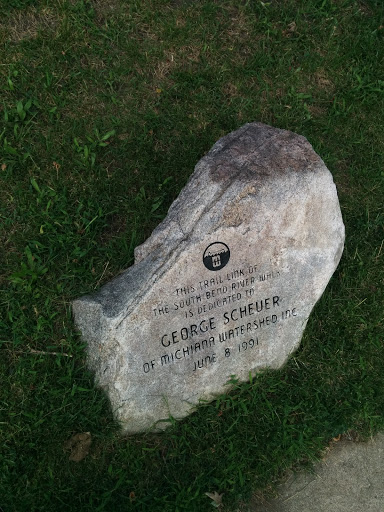 THIS TRAIL LINK OF
THE SOUTH BEND RIVER WALK
IS DEDICATED TO
GEORGE SCHEUER
OF MICHIANA WATERSHED INC.
JUNE 8 1991